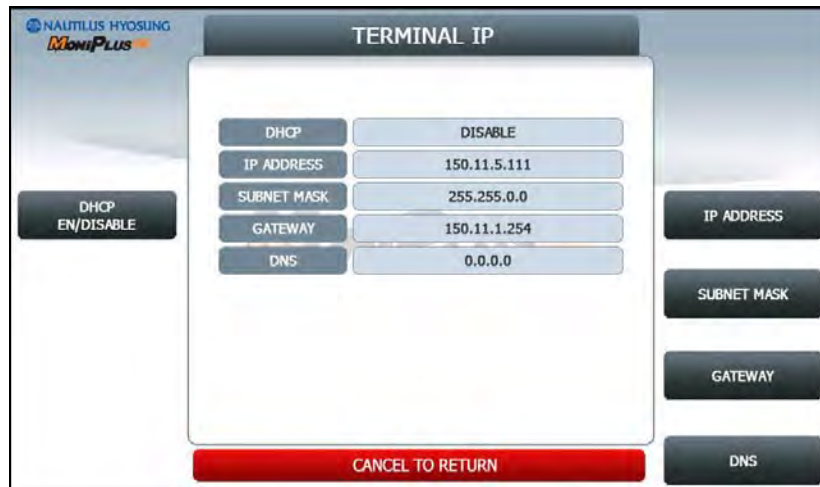 NAUTILUS HYOSUNG
MoniPlus
TERMINAL IP
DHCP DISABLE
IP ADDRESS 150.11.5.111
SUBNET MASK 255.255.0.0
GATEWAY 150.11.1.254
DNS 0.0.0.0
DHCP
EN/DISABLE
IP ADDRESS
SUBNET MASK
GATEWAY
DNS
CANCEL TO RETURN